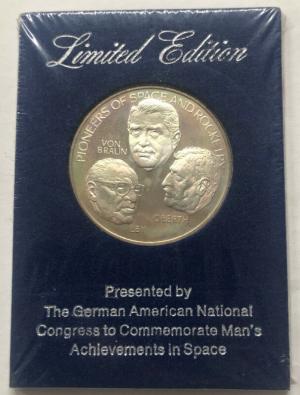 Limited Edition
PIONEERS OF SPACE AND ROCKETRY
VON
BRAUN
LEY
OBERTH
Presented by
The German American National
Congress to Commemorate Man's
Achievements in Space